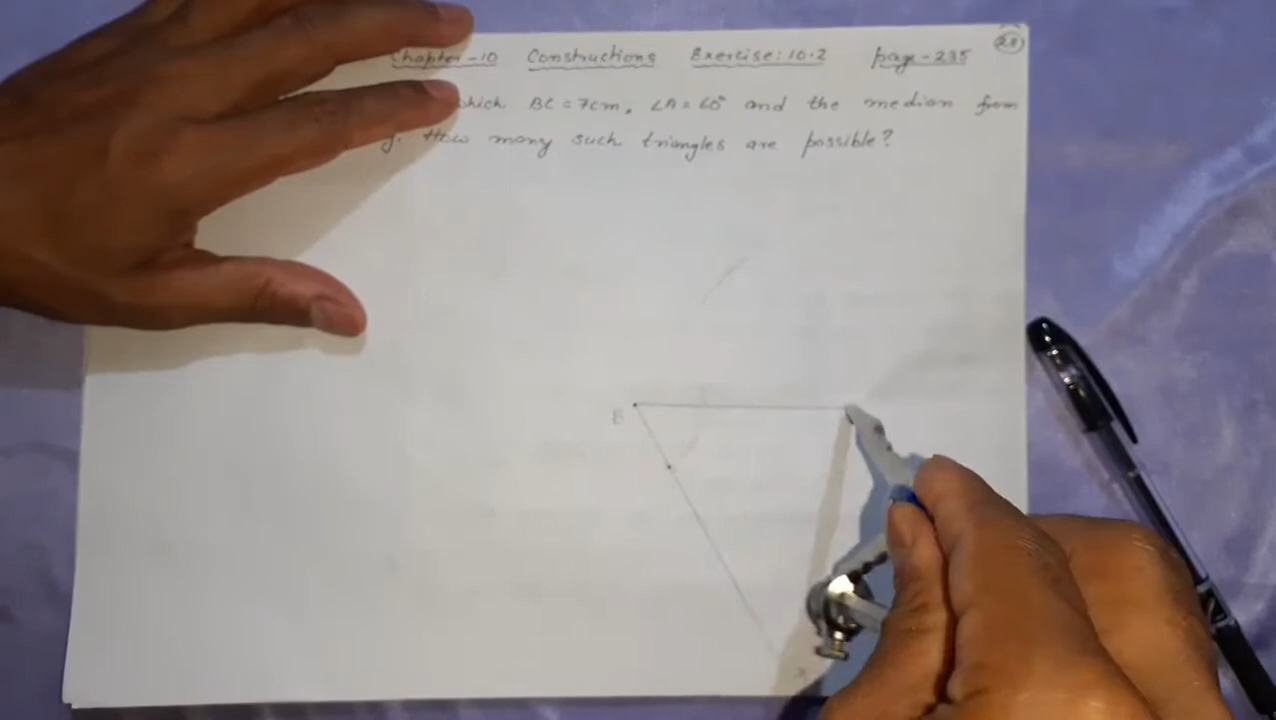 Chapter-10 Constructions Exercise: 10.2 page-235
which BC = 7cm, ∠A = 60° and the median from
How many such triangles are possible?
B
x